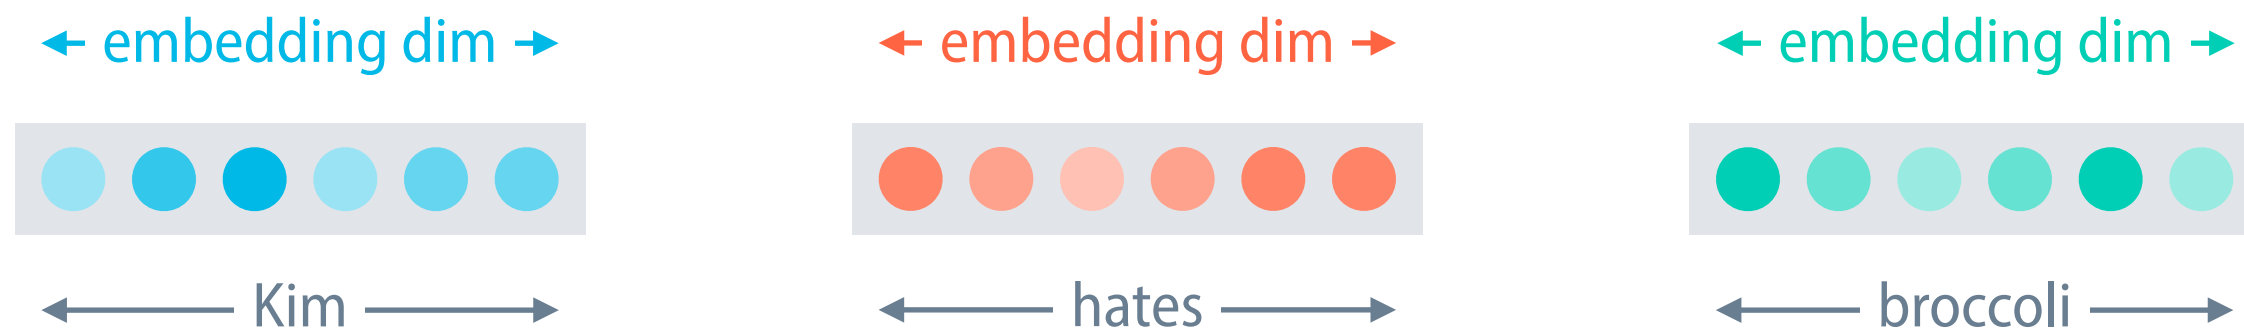 embedding dim embedding dim embedding dim
Kim hates broccoli